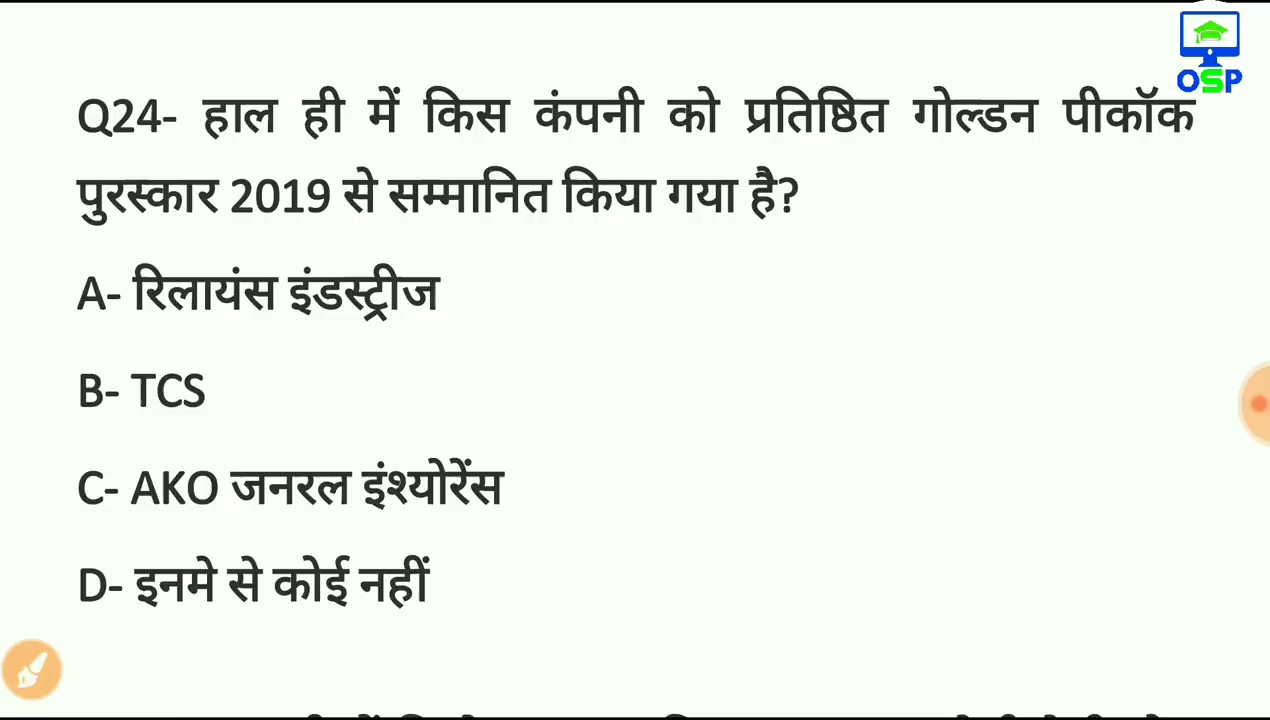 OSP
Q24- हाल ही में किस कंपनी को प्रतिष्ठित गोल्डन पीकॉक
पुरस्कार 2019 से सम्मानित किया गया है?
A- रिलायंस इंडस्ट्रीज
B- TCS
C- AKO जनरल इंश्योरेंस
D- इनमे से कोई नहीं